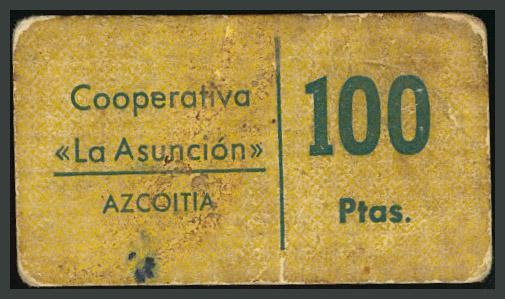 Cooperativa
«La Asunción»
AZCOITIA
100
Ptas.